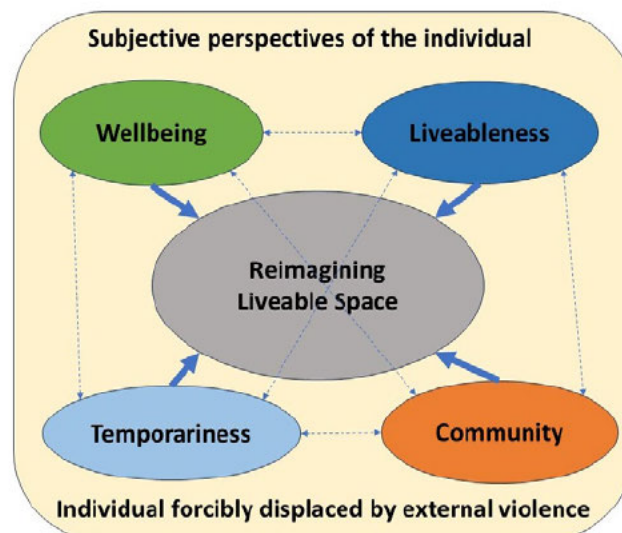 Subjective perspectives of the individual
Wellbeing
Liveableness
Reimagining
Liveable Space
Temporariness
Community
Individual forcibly displaced by external violence